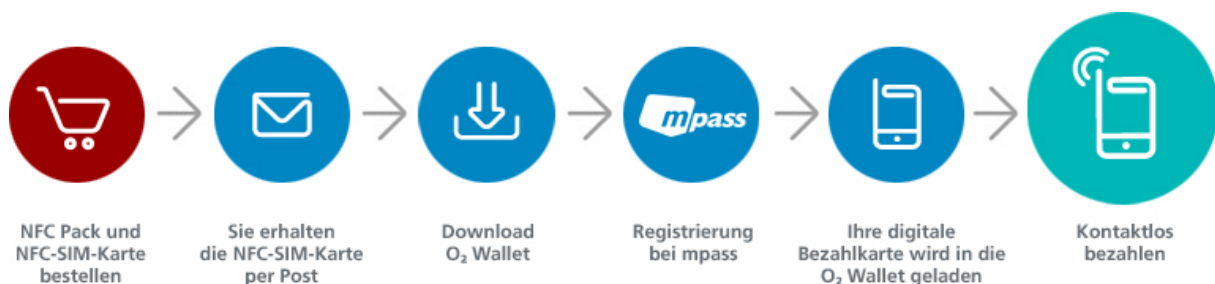 mpass
NFC Pack und
NFC-SIM-Karte
bestellen
Sie erhalten
die NFC-SIM-Karte
per Post
Download
O₂ Wallet
Registrierung
bei mpass
Ihre digitale
Bezahlkarte wird in die
O₂ Wallet geladen
Kontaktlos
bezahlen